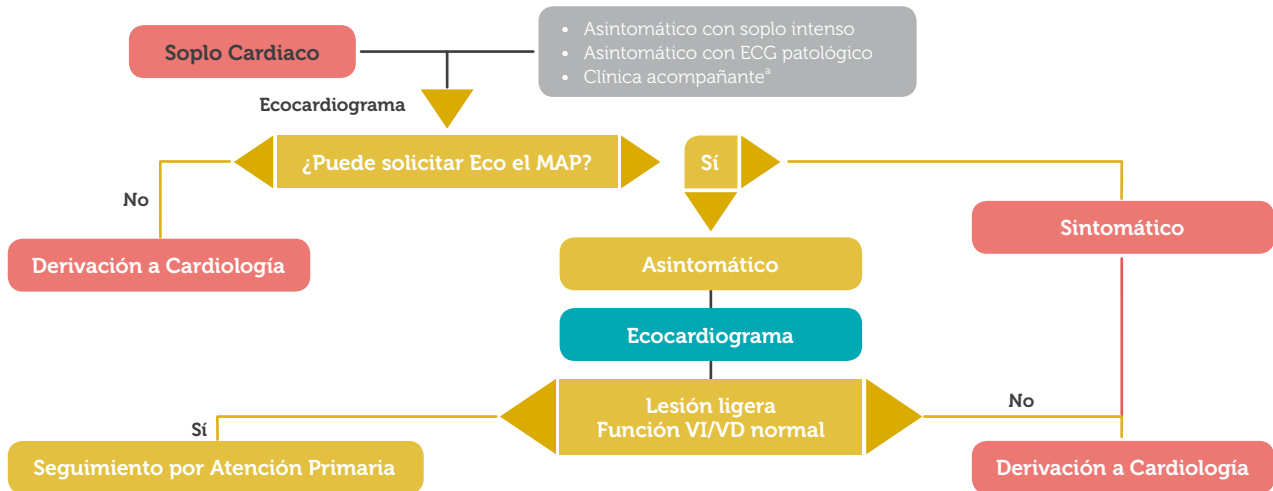 Soplo Cardiaco
• Asintomático con soplo intenso
• Asintomático con ECG patológico
• Clínica acompañanteª
Ecocardiograma
¿Puede solicitar Eco el MAP?
Sí
No
Sintomático
Derivación a Cardiología
Asintomático
Ecocardiograma
Lesión ligera
Función VI/VD normal
No
Sí
Seguimiento por Atención Primaria
Derivación a Cardiología